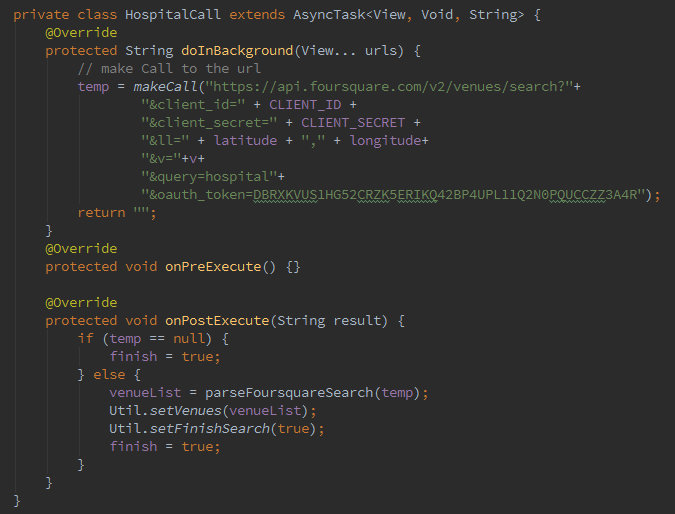 private class HospitalCall extends AsyncTask<View, Void, String> {
    @Override
    protected String doInBackground(View... urls) {
        // make Call to the url
        temp = makeCall("https://api.foursquare.com/v2/venues/search?"+
                "&client_id=" + CLIENT_ID +
                "&client_secret=" + CLIENT_SECRET +
                "&ll=" + latitude + "," + longitude+
                "&v="+v+
                "&query=hospital"+
                "&oauth_token=DBRXKVUS1HG52CRZK5ERIKQ42BP4UPL11Q2N0PQUCCZZ3A4R");
        return "";
    }
    @Override
    protected void onPreExecute() {}

    @Override
    protected void onPostExecute(String result) {
        if (temp == null) {
            finish = true;
        } else {
            venueList = parseFoursquareSearch(temp);
            Util.setVenues(venueList);
            Util.setFinishSearch(true);
            finish = true;
        }
    }
}